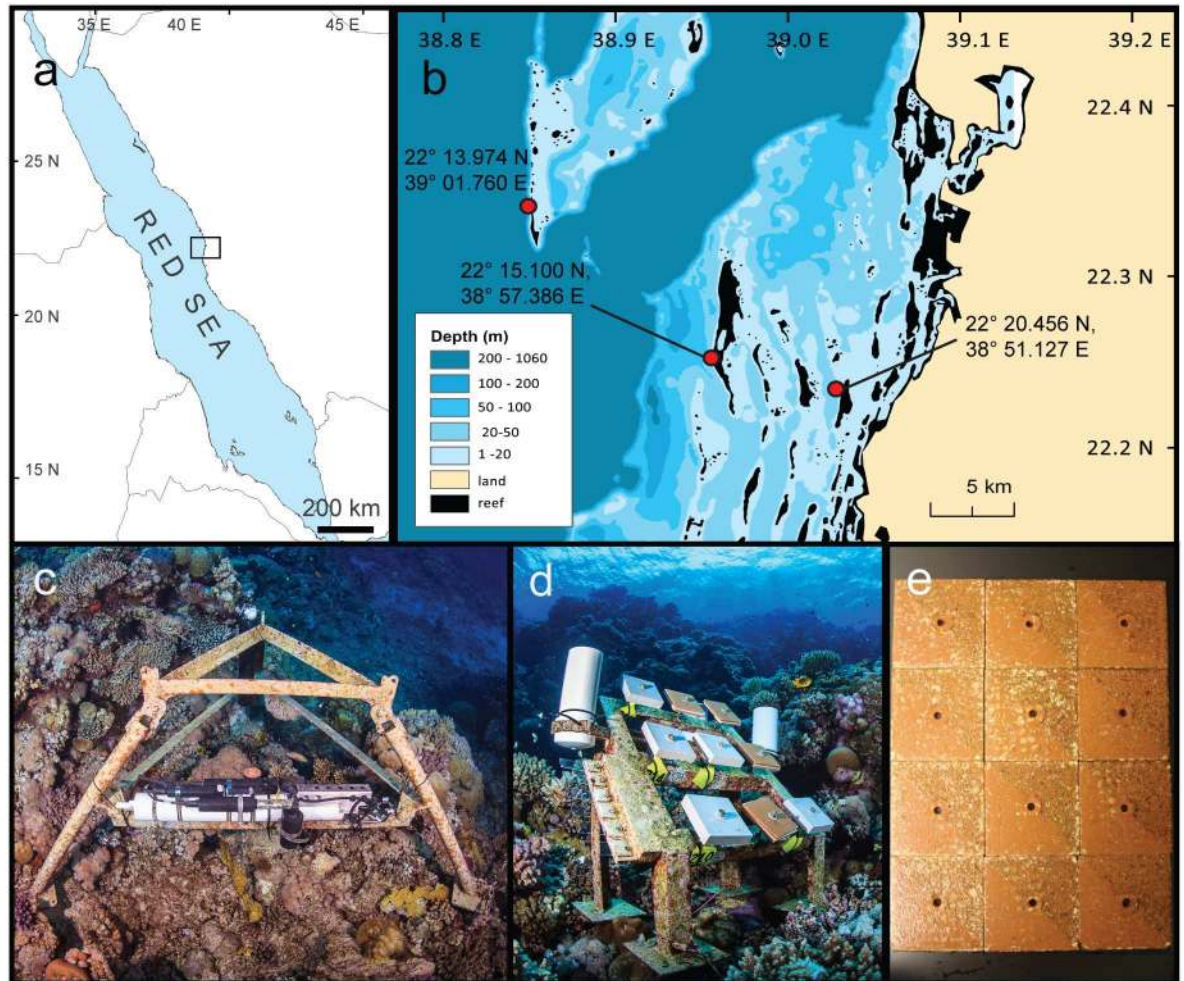 35 E
40 E
45 E
a
25 N
20 N
15 N
RED SEA
200 km
38.8 E
38.9 E
39.0 E
39.1 E
39.2 E
b
22.4 N
22.3 N
22.2 N
22° 13.974 N,
39° 01.760 E
22° 15.100 N,
38° 57.386 E
22° 20.456 N,
38° 51.127 E
Depth (m)
200 - 1060
100 - 200
50 - 100
20-50
1 -20
land
reef
5 km
c
d
e